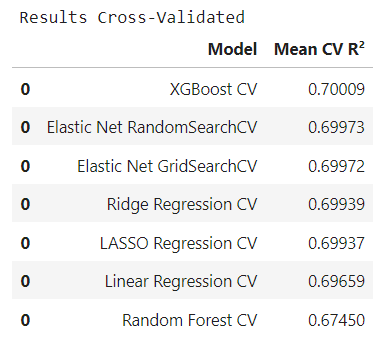 Results Cross-Validated
Model Mean CV R²
0 XGBoost CV 0.70009
0 Elastic Net RandomSearchCV 0.69973
0 Elastic Net GridSearchCV 0.69972
0 Ridge Regression CV 0.69939
0 LASSO Regression CV 0.69937
0 Linear Regression CV 0.69659
0 Random Forest CV 0.67450